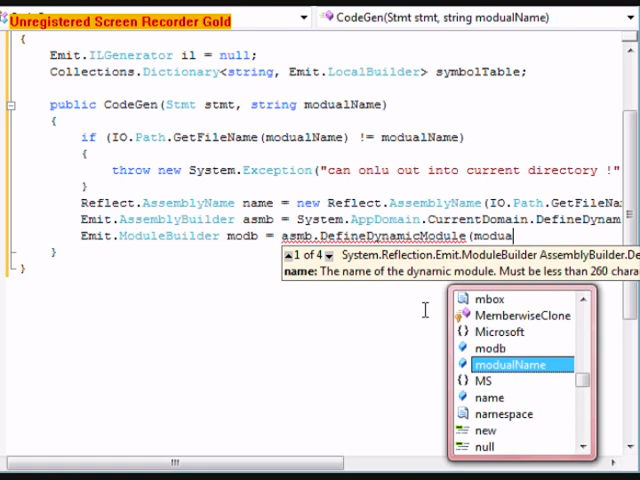 Unregistered Screen Recorder Gold
CodeGen(Stmt stmt, string modualName)
{
Emit.ILGenerator il = null;
Collections.Dictionary<string, Emit.LocalBuilder> symbolTable;
public CodeGen(Stmt stmt, string modualName)
{
if (IO.Path.GetFileName(modualName) != modualName)
{
throw new System.Exception("can onlu out into current directory !"
}
Reflect.AssemblyName name = new Reflect.AssemblyName(IO.Path.GetFileNa
Emit.AssemblyBuilder asmb = System.AppDomain.CurrentDomain.DefineDynam
Emit.ModuleBuilder modb = asmb.DefineDynamicModule(modua
}
}
1 of 4 System.Reflection.Emit.ModuleBuilder AssemblyBuilder.De
name: The name of the dynamic module. Must be less than 260 chara
mbox
MemberwiseClone
{} Microsoft
modb
modualName
{} MS
name
namespace
new
null